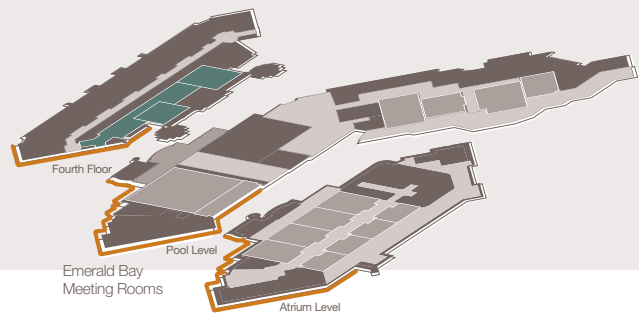 Fourth Floor
Pool Level
Emerald Bay
Meeting Rooms
Atrium Level